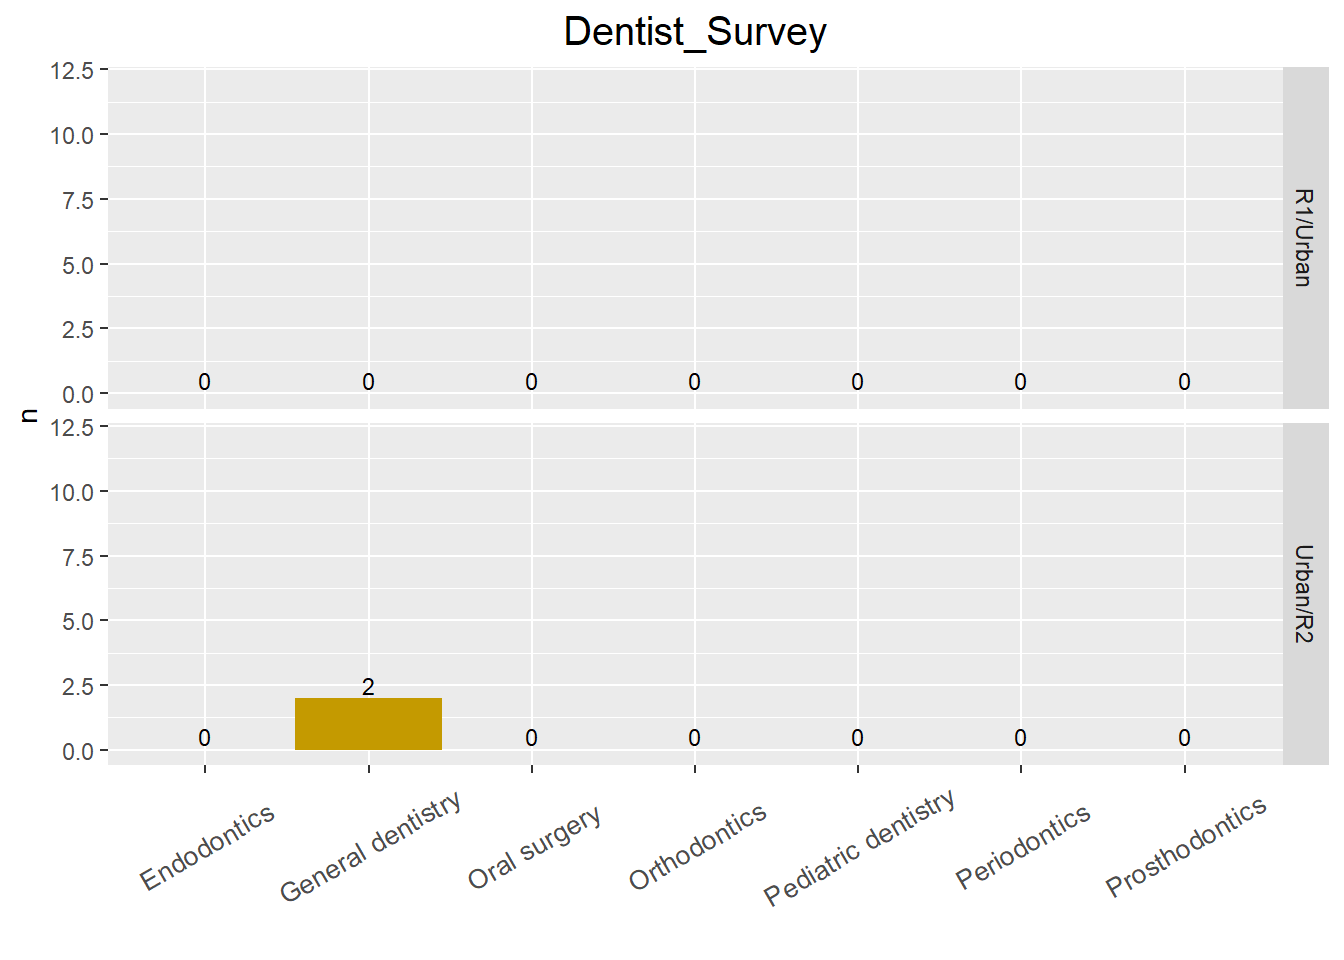 Dentist_Survey
12.5
10.0
7.5
5.0
2.5
0.0
0 0 0 0 0 0 0
R1/Urban
n
12.5
10.0
7.5
5.0
2.5
0.0
2
0 0 0 0 0 0
Urban/R2
Endodontics
General dentistry
Oral surgery
Orthodontics
Pediatric dentistry
Periodontics
Prosthodontics